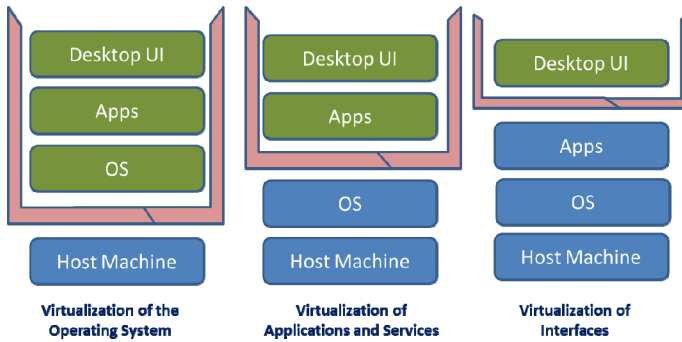 Desktop UI
Apps
OS
Host Machine
Virtualization of the
Operating System
Desktop UI
Apps
OS
Host Machine
Virtualization of
Applications and Services
Desktop UI
Apps
OS
Host Machine
Virtualization of
Interfaces